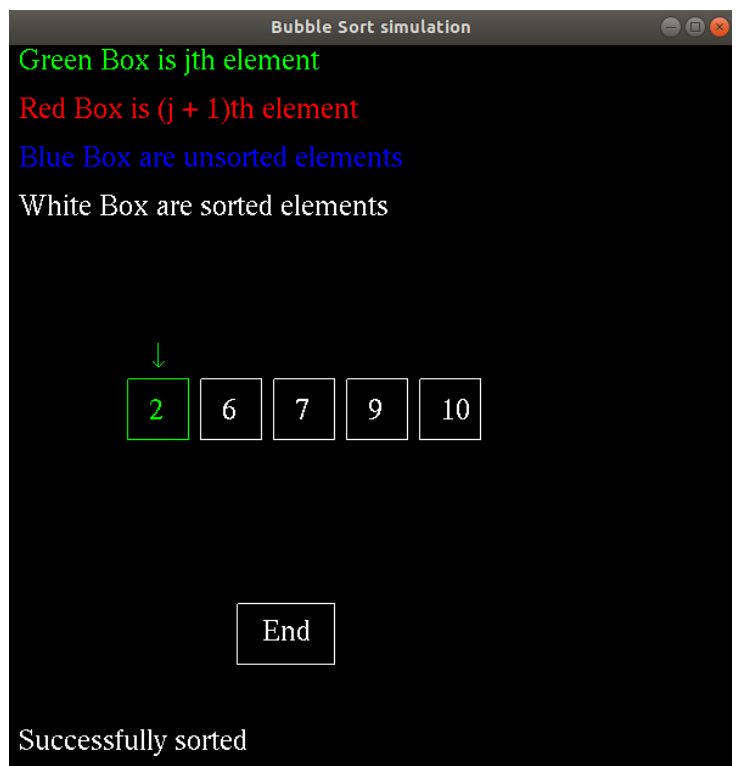 Bubble Sort simulation
Green Box is jth element
Red Box is (j + 1)th element
Blue Box are unsorted elements
White Box are sorted elements
↓
2 6 7 9 10
End
Successfully sorted